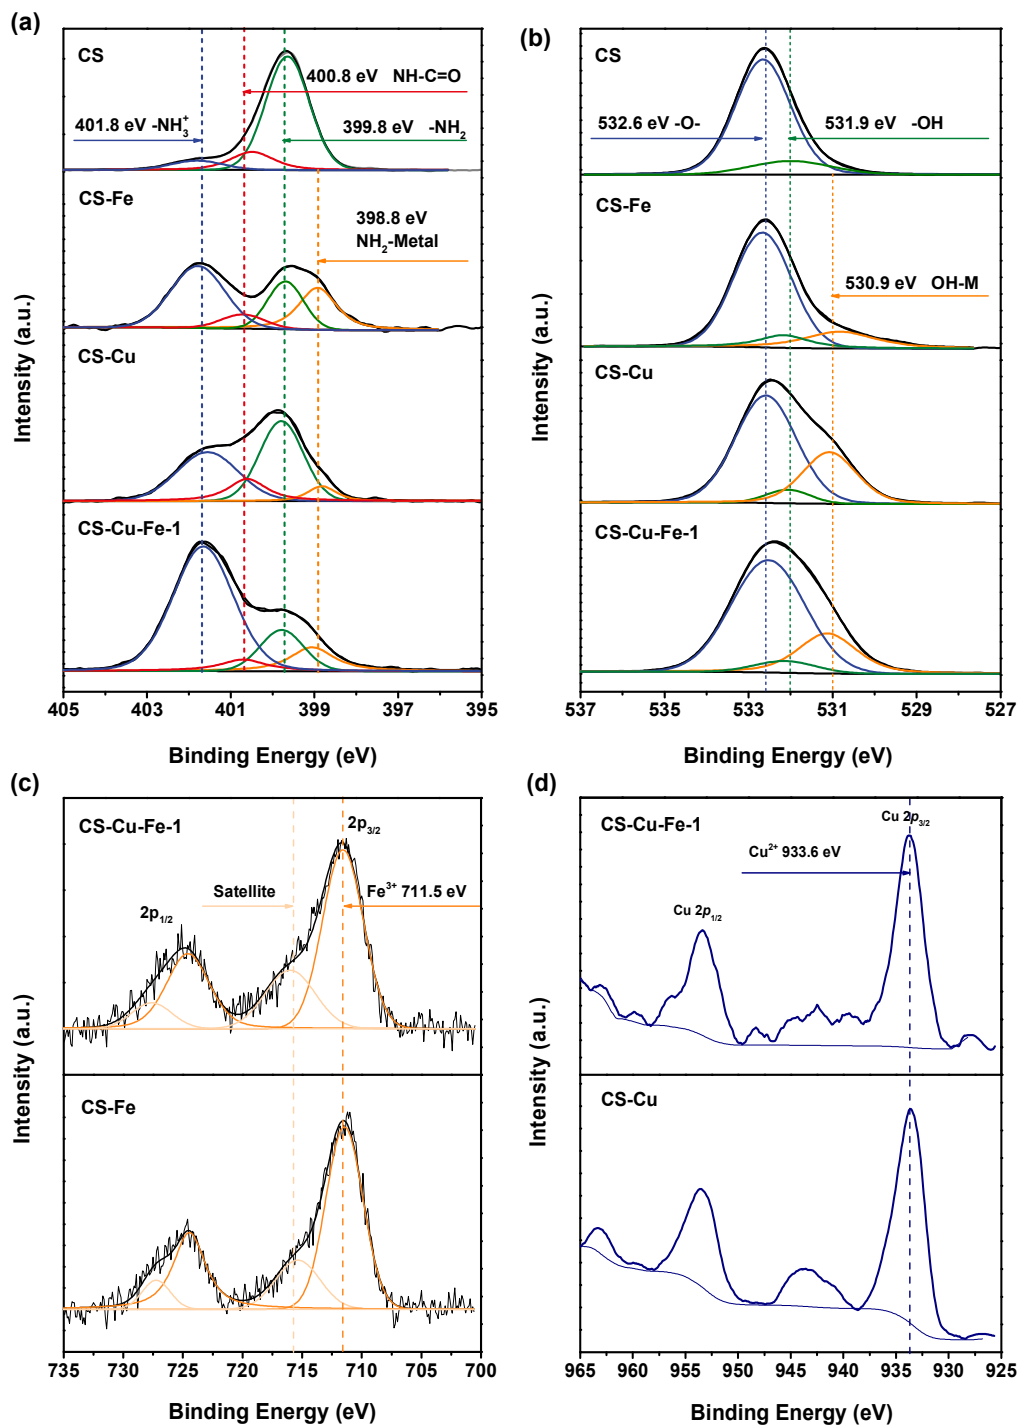 (a)
CS
400.8 eV NH-C=O
401.8 eV -NH₃⁺
399.8 eV -NH₂
CS-Fe
398.8 eV
NH₂-Metal
CS-Cu
CS-Cu-Fe-1
Intensity (a.u.)
405 402 401 399 397 395
Binding Energy (eV)
(b)
CS
532.6 eV -O-
531.9 eV -OH
CS-Fe
530.9 eV OH-M
CS-Cu
CS-Cu-Fe-1
Intensity (a.u.)
537 535 533 531 529 527
Binding Energy (eV)
(c)
CS-Cu-Fe-1
2p₃/₂
Satellite
Fe³⁺ 711.5 eV
2p₁/₂
CS-Fe
Intensity (a.u.)
735 730 725 720 715 710 705 700
Binding Energy (eV)
(d)
CS-Cu-Fe-1
Cu 2p₃/₂
Cu²⁺ 933.6 eV
Cu 2p₁/₂
CS-Cu
Intensity (a.u.)
965 960 955 950 945 940 935 930 925
Binding Energy (eV)